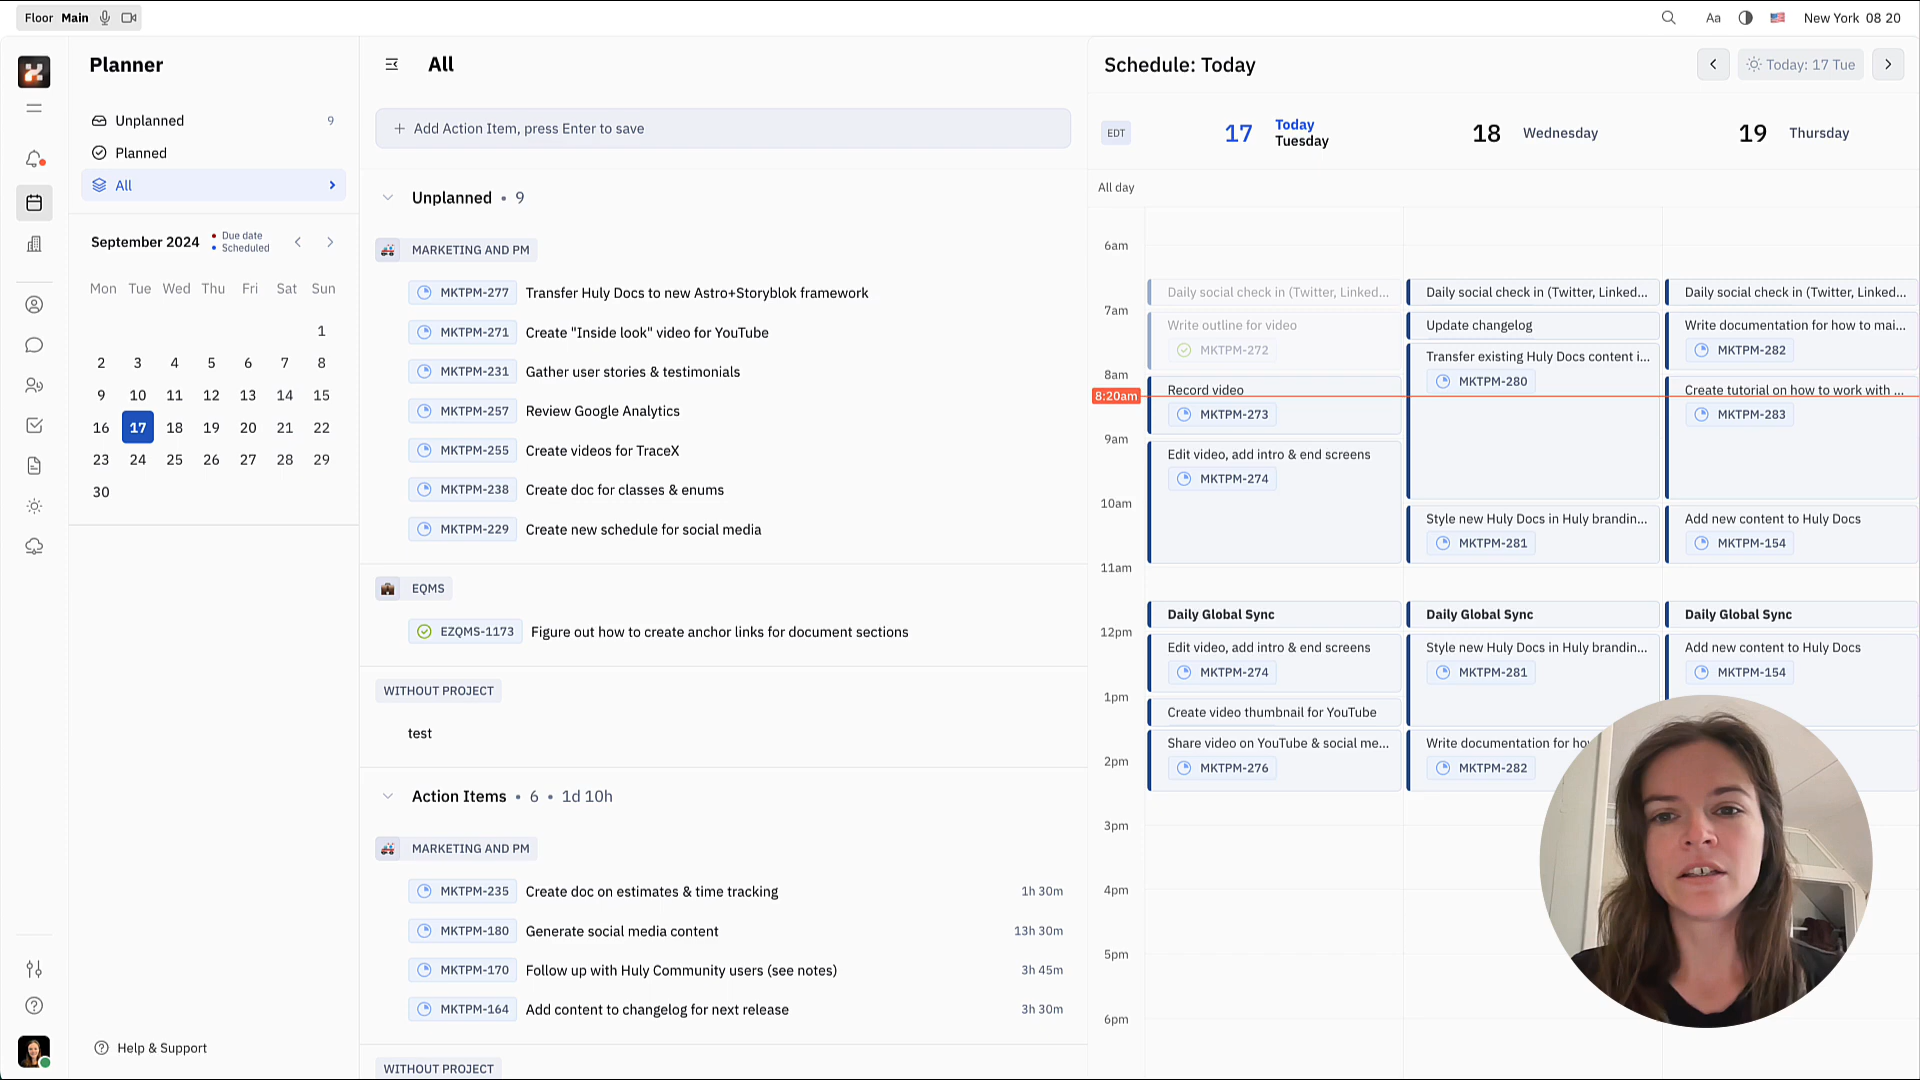 Floor Main
Aa
New York 08 20
Planner
Unplanned 9
Planned
All
September 2024
Due date
Scheduled
Mon Tue Wed Thu Fri Sat Sun
1
2 3 4 5 6 7 8
9 10 11 12 13 14 15
16 17 18 19 20 21 22
23 24 25 26 27 28 29
30
Help & Support
All
+ Add Action Item, press Enter to save
Unplanned • 9
MARKETING AND PM
MKTPM-277 Transfer Huly Docs to new Astro+Storyblok framework
MKTPM-271 Create "Inside look" video for YouTube
MKTPM-231 Gather user stories & testimonials
MKTPM-257 Review Google Analytics
MKTPM-255 Create videos for TraceX
MKTPM-238 Create doc for classes & enums
MKTPM-229 Create new schedule for social media
EQMS
EZQMS-1173 Figure out how to create anchor links for document sections
WITHOUT PROJECT
test
Action Items • 6 • 1d 10h
MARKETING AND PM
MKTPM-235 Create doc on estimates & time tracking 1h 30m
MKTPM-180 Generate social media content 13h 30m
MKTPM-170 Follow up with Huly Community users (see notes) 3h 45m
MKTPM-164 Add content to changelog for next release 3h 30m
WITHOUT PROJECT
Schedule: Today
Today: 17 Tue
EDT
17 Today Tuesday
18 Wednesday
19 Thursday
All day
6am
7am
8am
8:20am
9am
10am
11am
12pm
1pm
2pm
3pm
4pm
5pm
6pm
Daily social check in (Twitter, Linked...
Write outline for video
MKTPM-272
Record video
MKTPM-273
Edit video, add intro & end screens
MKTPM-274
Daily Global Sync
Edit video, add intro & end screens
MKTPM-274
Create video thumbnail for YouTube
Share video on YouTube & social me...
MKTPM-276
Daily social check in (Twitter, Linked...
Update changelog
Transfer existing Huly Docs content i...
MKTPM-280
Style new Huly Docs in Huly brandin...
MKTPM-281
Daily Global Sync
Style new Huly Docs in Huly brandin...
MKTPM-281
Write documentation for
MKTPM-282
Daily social check in (Twitter, Linked...
Write documentation for how to mai...
MKTPM-282
Create tutorial on how to work with ...
MKTPM-283
Add new content to Huly Docs
MKTPM-154
Daily Global Sync
Add new content to Huly Docs
MKTPM-154